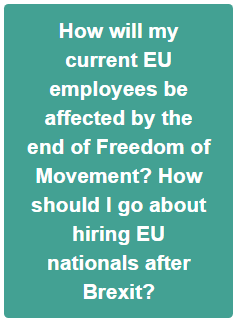 How will my
current EU
employees be
affected by the
end of Freedom of
Movement? How
should I go about
hiring EU
nationals after
Brexit?